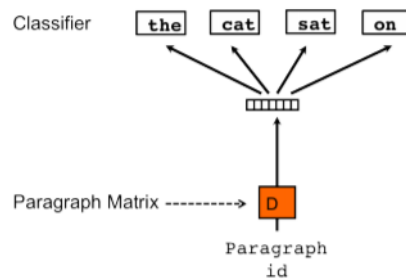 Classifier the cat sat on
Paragraph Matrix D
Paragraph
id